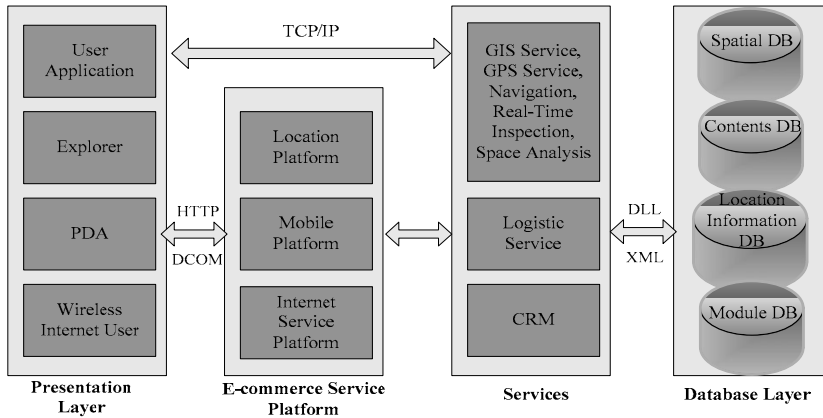 User
Application
Explorer
PDA
Wireless
Internet User
Presentation
Layer
TCP/IP
HTTP
DCOM
Location
Platform
Mobile
Platform
Internet
Service
Platform
E-commerce Service
Platform
GIS Service,
GPS Service,
Navigation,
Real-Time
Inspection,
Space Analysis
Logistic
Service
CRM
Services
DLL
XML
Spatial DB
Contents DB
Location
Information
DB
Module DB
Database Layer